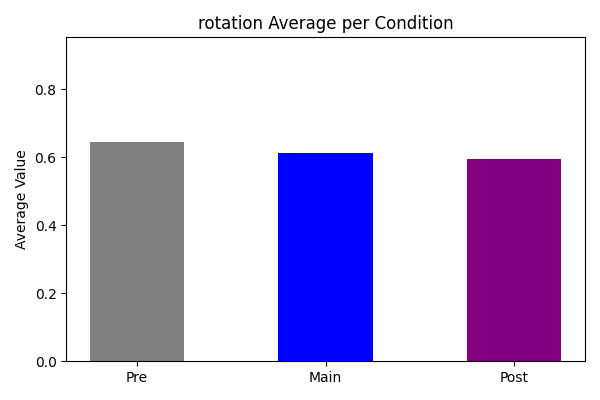 rotation Average per Condition
Average Value
0.8
0.6
0.4
0.2
0.0
Pre
Main
Post